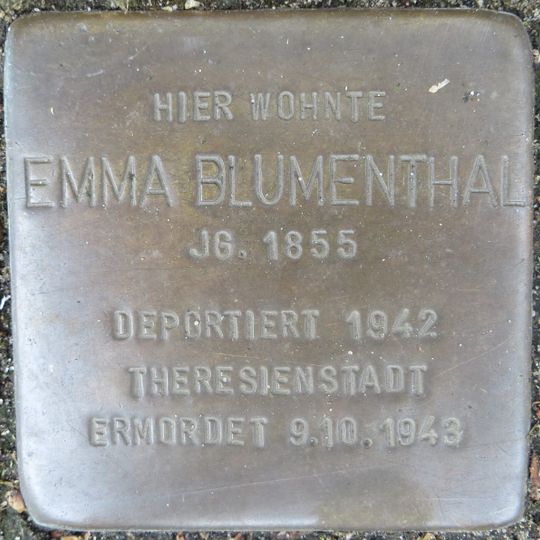 HIER WOHNTE
EMMA BLUMENTHAL
JG. 1855
DEPORTIERT 1942
THERESIENSTADT
ERMORDET 9.10.1943